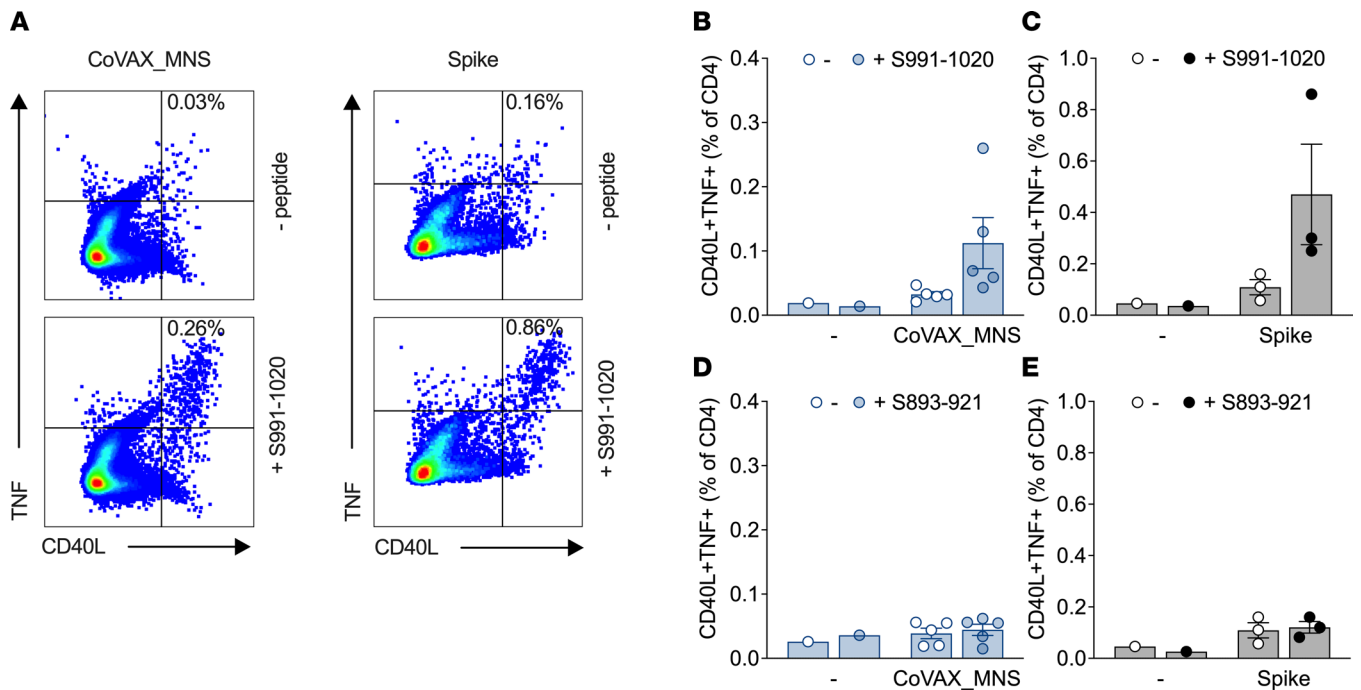 A
CoVAX_MNS
Spike
0.03%
0.16%
- peptide
- peptide
0.26%
0.86%
+ S991-1020
+ S991-1020
TNF
TNF
CD40L
CD40L
B
- + S991-1020
CD40L+TNF+ (% of CD4)
0.4
0.3
0.2
0.1
0.0
-
CoVAX_MNS
C
- + S991-1020
CD40L+TNF+ (% of CD4)
1.0
0.8
0.6
0.4
0.2
0.0
-
Spike
D
- + S893-921
CD40L+TNF+ (% of CD4)
0.4
0.3
0.2
0.1
0.0
-
CoVAX_MNS
E
- + S893-921
CD40L+TNF+ (% of CD4)
1.0
0.8
0.6
0.4
0.2
0.0
-
Spike